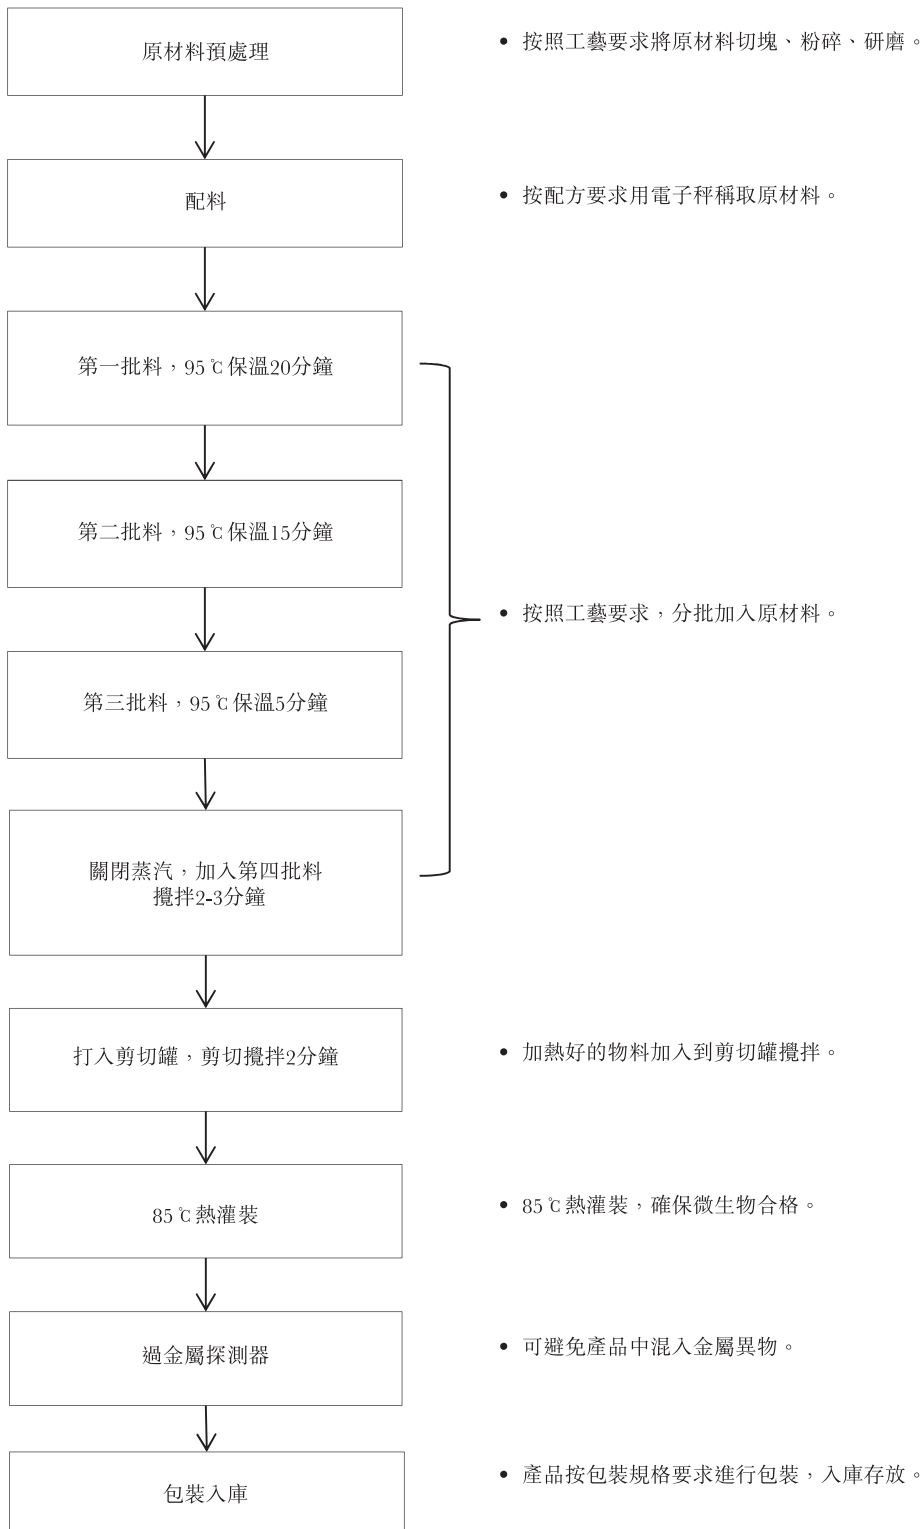 原材料預處理
• 按照工藝要求將原材料切塊、粉碎、研磨。
配料
• 按配方要求用電子秤稱取原材料。
第一批料，95℃保溫20分鐘
第二批料，95℃保溫15分鐘
• 按照工藝要求，分批加入原材料。
第三批料，95℃保溫5分鐘
關閉蒸汽，加入第四批料
攪拌2-3分鐘
打入剪切罐，剪切攪拌2分鐘
• 加熱好的物料加入到剪切罐攪拌。
85℃熱灌裝
• 85℃熱灌裝，確保微生物合格。
過金屬探測器
• 可避免產品中混入金屬異物。
包裝入庫
• 產品按包裝規格要求進行包裝，入庫存放。